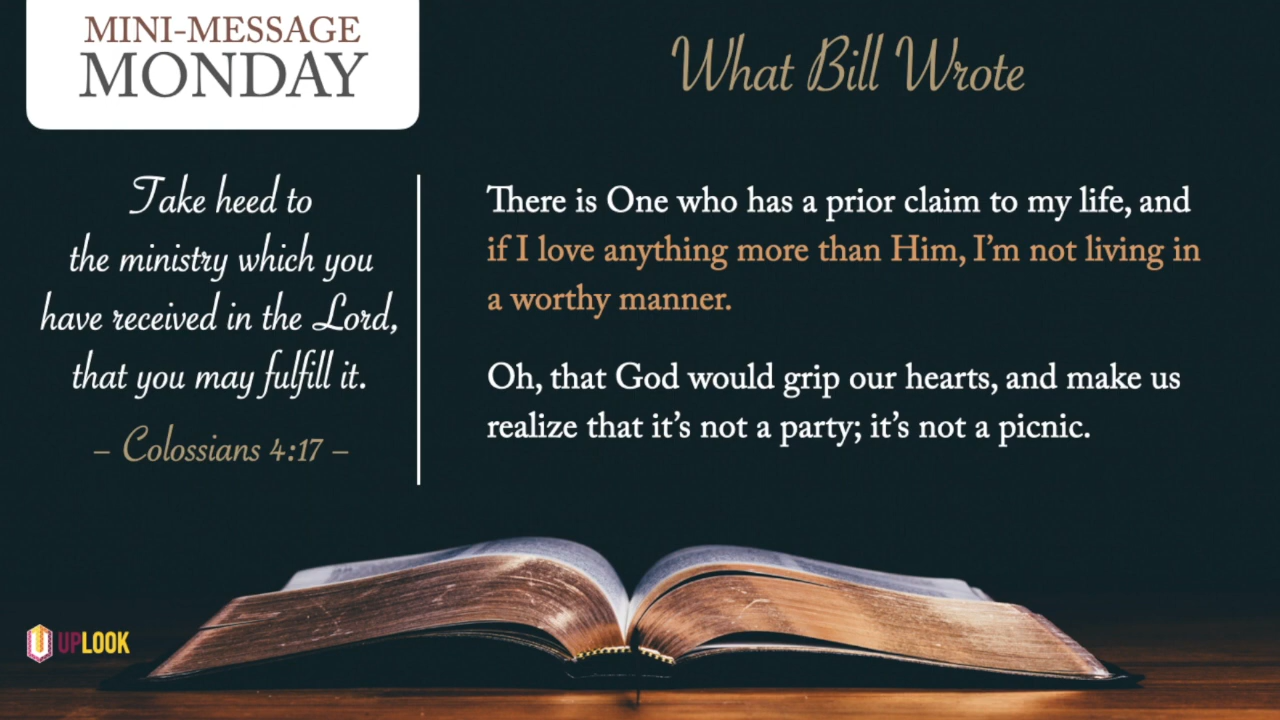 MINI-MESSAGE
MONDAY
What Bill Wrote
Take heed to
the ministry which you
have received in the Lord,
that you may fulfill it.
– Colossians 4:17 –
There is One who has a prior claim to my life, and
if I love anything more than Him, I’m not living in
a worthy manner.
Oh, that God would grip our hearts, and make us
realize that it’s not a party; it’s not a picnic.
UPLOOK